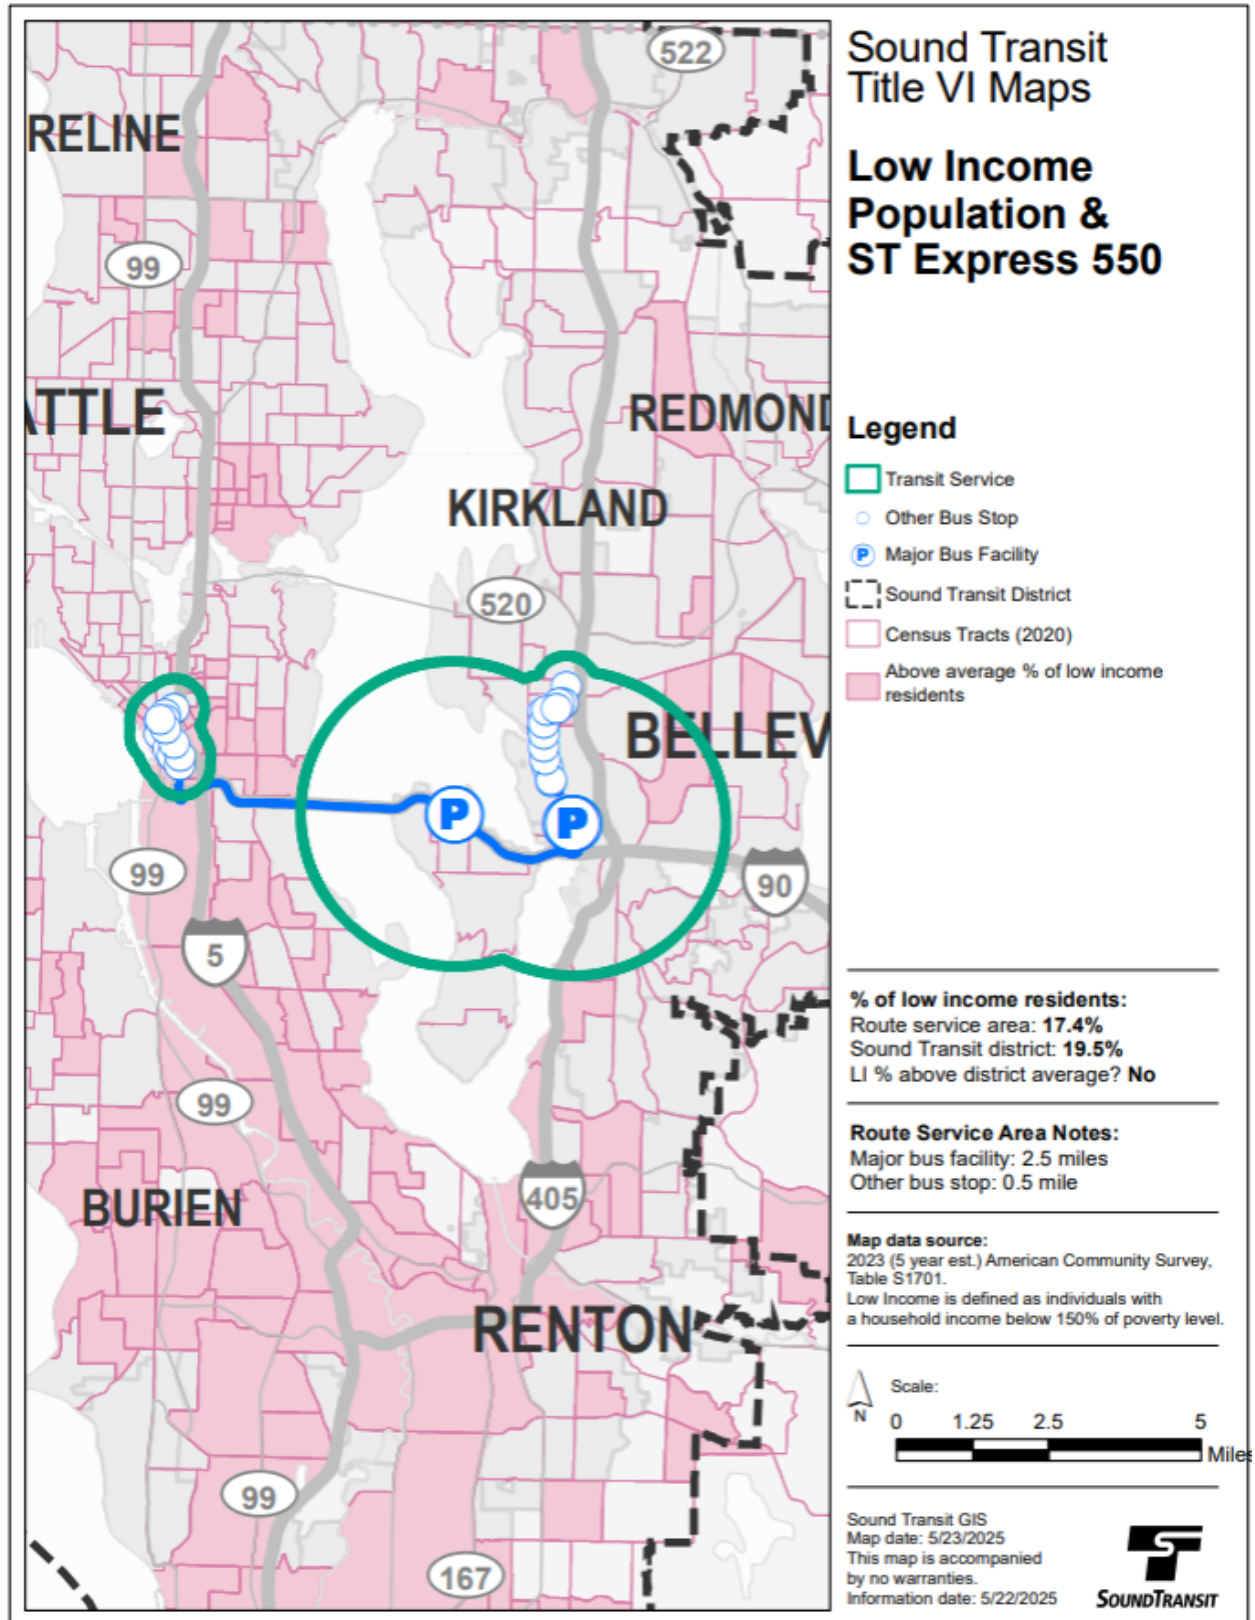 Sound Transit
Title VI Maps
Low Income
Population &
ST Express 550
Legend
Transit Service
Other Bus Stop
P Major Bus Facility
Sound Transit District
Census Tracts (2020)
Above average % of low income
residents
% of low income residents:
Route service area: 17.4%
Sound Transit district: 19.5%
LI % above district average? No
Route Service Area Notes:
Major bus facility: 2.5 miles
Other bus stop: 0.5 mile
Map data source:
2023 (5 year est.) American Community Survey,
Table S1701.
Low Income is defined as individuals with
a household income below 150% of poverty level.
N
Scale:
0 1.25 2.5 5
Miles
Sound Transit GIS
Map date: 5/23/2025
This map is accompanied
by no warranties.
Information date: 5/22/2025
SOUNDTRANSIT
522
RELINE
99
ATTLE
REDMOND
KIRKLAND
520
BELLEV
P
P
99
90
5
99
405
BURIEN
RENTON
99
167